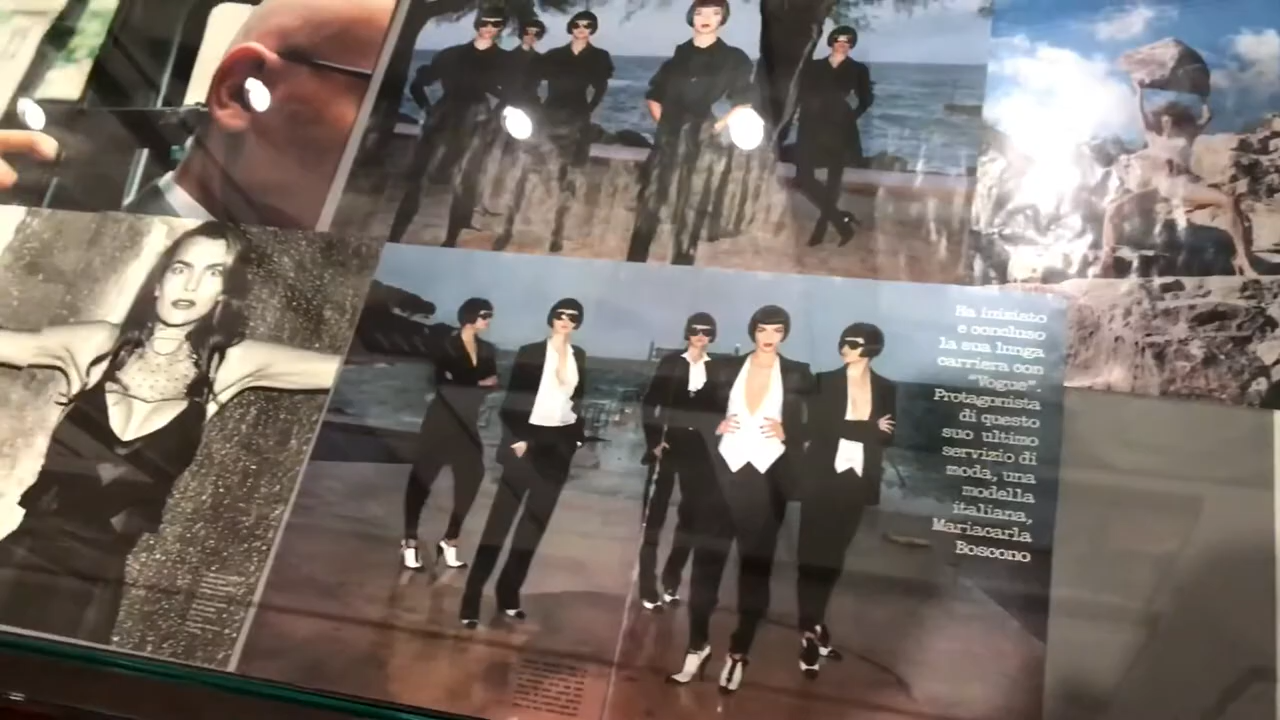 Ha iniziato
e concluso
la sua lunga
carriera con
"Vogue".
Protagonista
di questo
suo ultimo
servizio di
moda, una
modella
italiana,
Mariacarla
Boscono